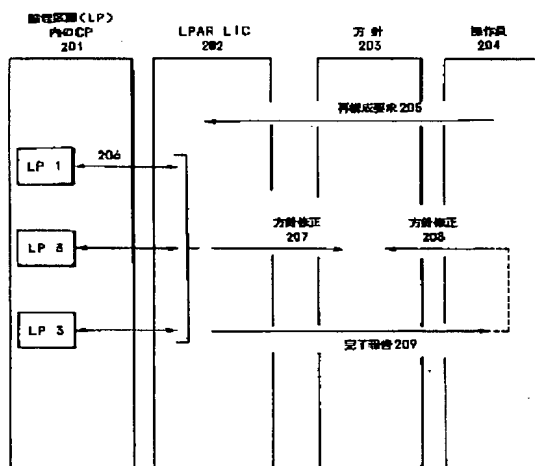 論理区画(LP)
内のCP
201
LPAR LIC
202
方針
203
操作員
204
再構成要求 205
206
LP 1
LP 8
LP 3
方針修正
207
方針修正
208
完了報告 209